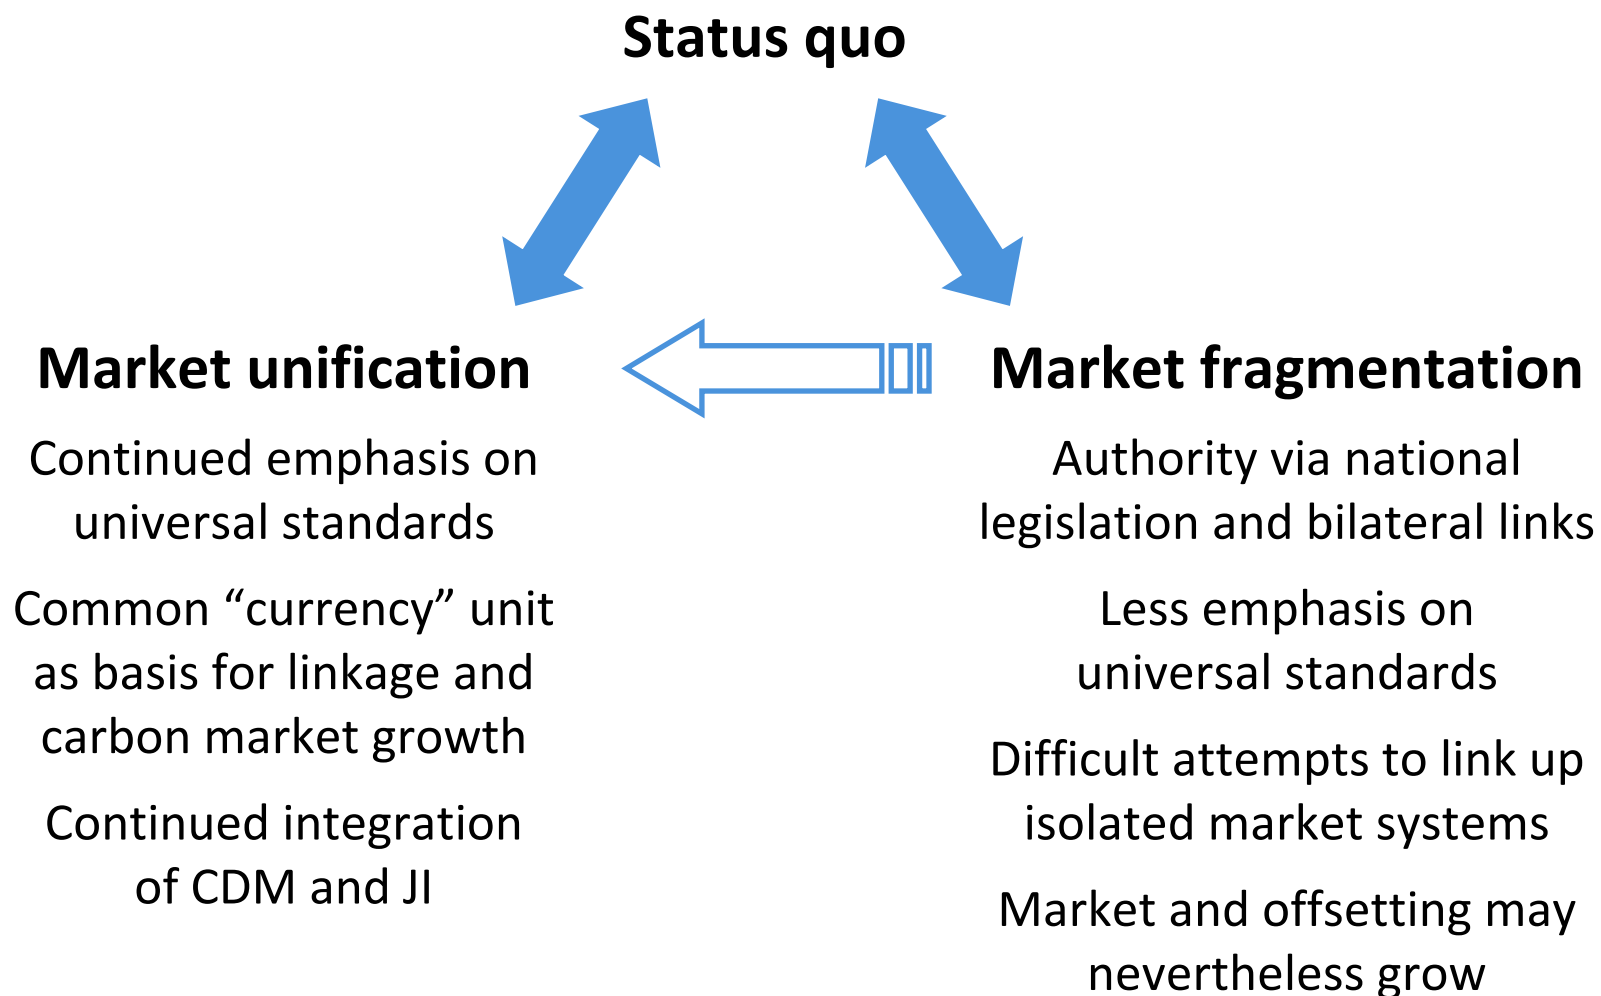 Status quo
Market unification
Continued emphasis on
universal standards
Common “currency” unit
as basis for linkage and
carbon market growth
Continued integration
of CDM and JI
Market fragmentation
Authority via national
legislation and bilateral links
Less emphasis on
universal standards
Difficult attempts to link up
isolated market systems
Market and offsetting may
nevertheless grow